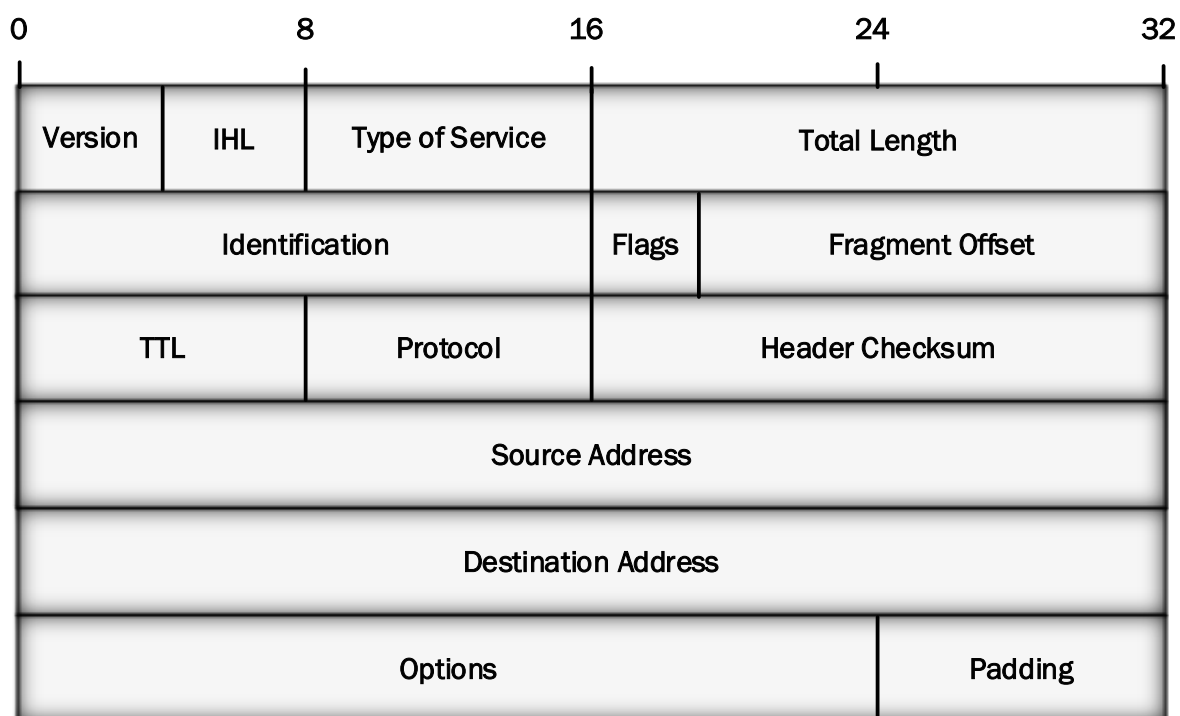 0 8 16 24 32
Version IHL Type of Service Total Length
Identification Flags Fragment Offset
TTL Protocol Header Checksum
Source Address
Destination Address
Options Padding